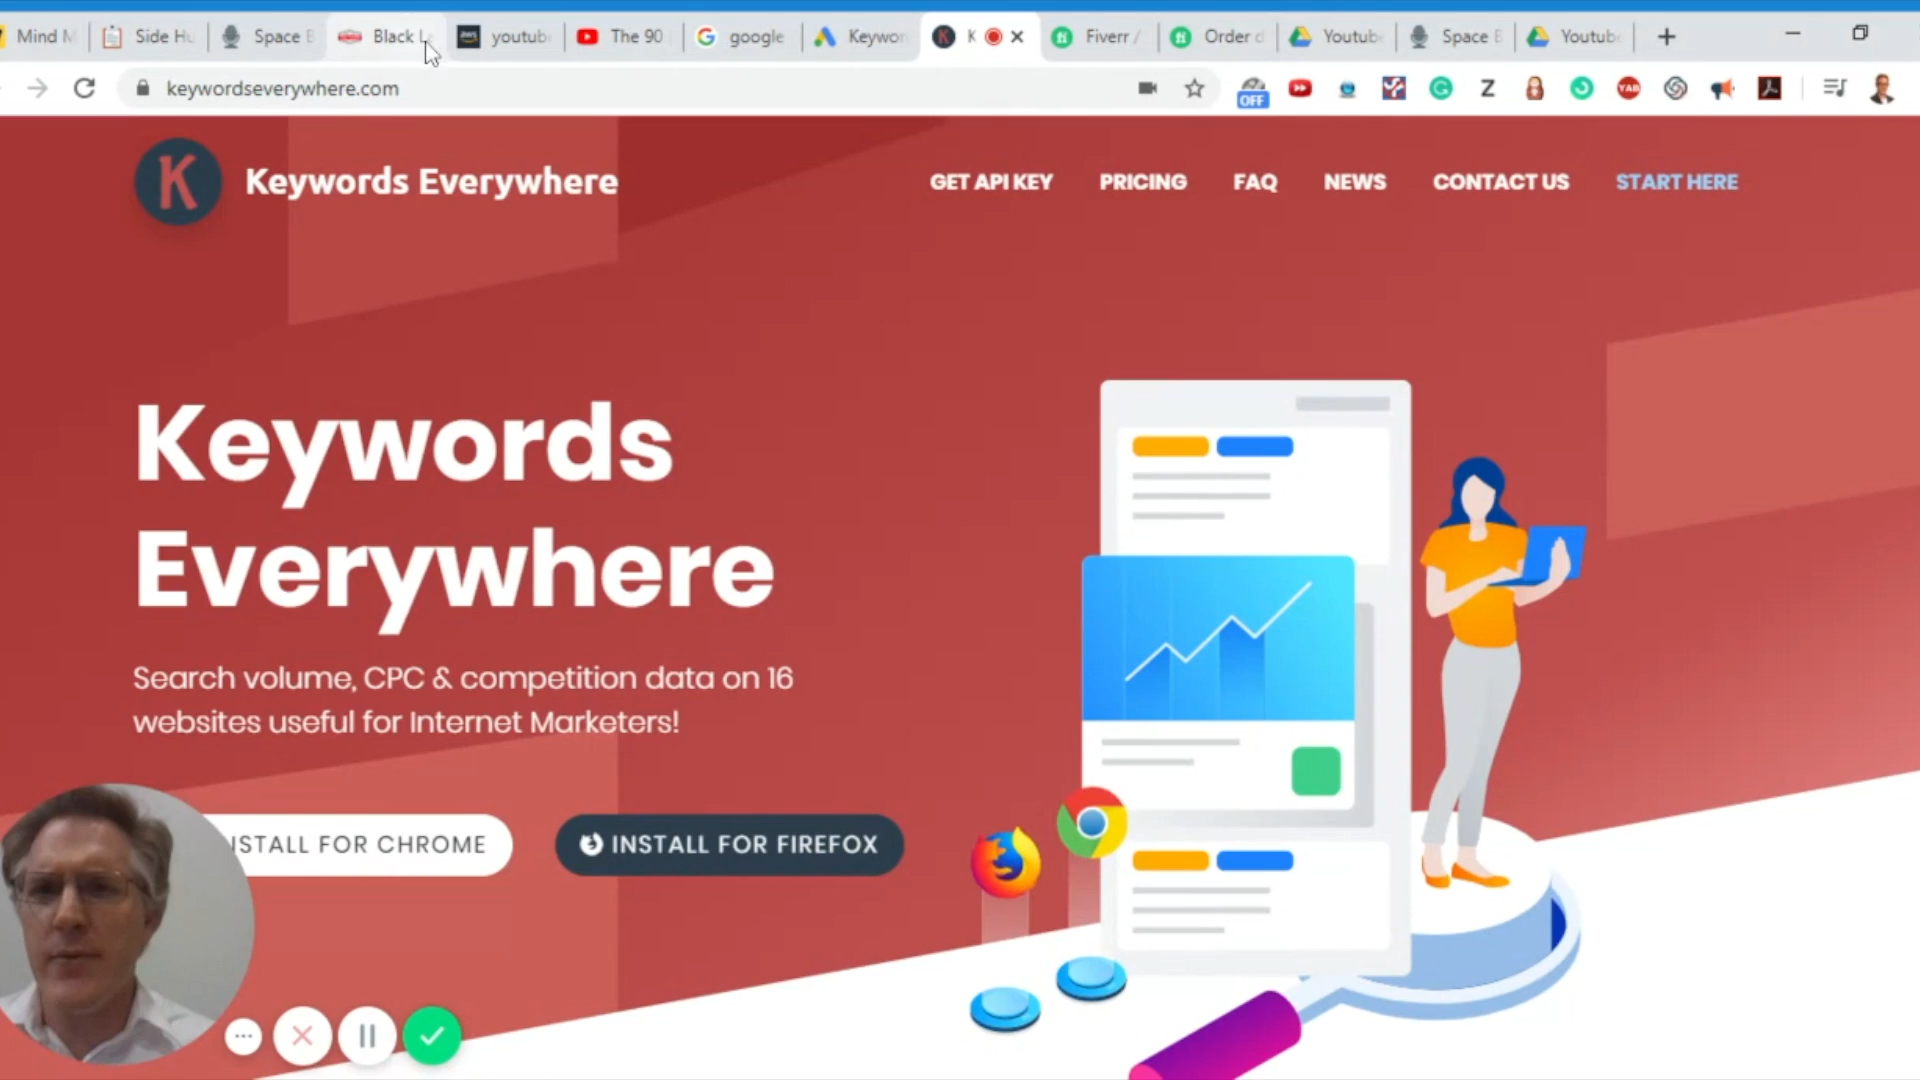 Mind M
Side Hu
Space B
Black L
youtub
The 90
google
Keywor
K
Fiverr /
Order d
Youtub
Space B
Youtub
keywordseverywhere.com
OFF
Z
YAB
K
Keywords Everywhere
GET API KEY
PRICING
FAQ
NEWS
CONTACT US
START HERE
Keywords
Everywhere
Search volume, CPC & competition data on 16
websites useful for Internet Marketers!
STALL FOR CHROME
INSTALL FOR FIREFOX